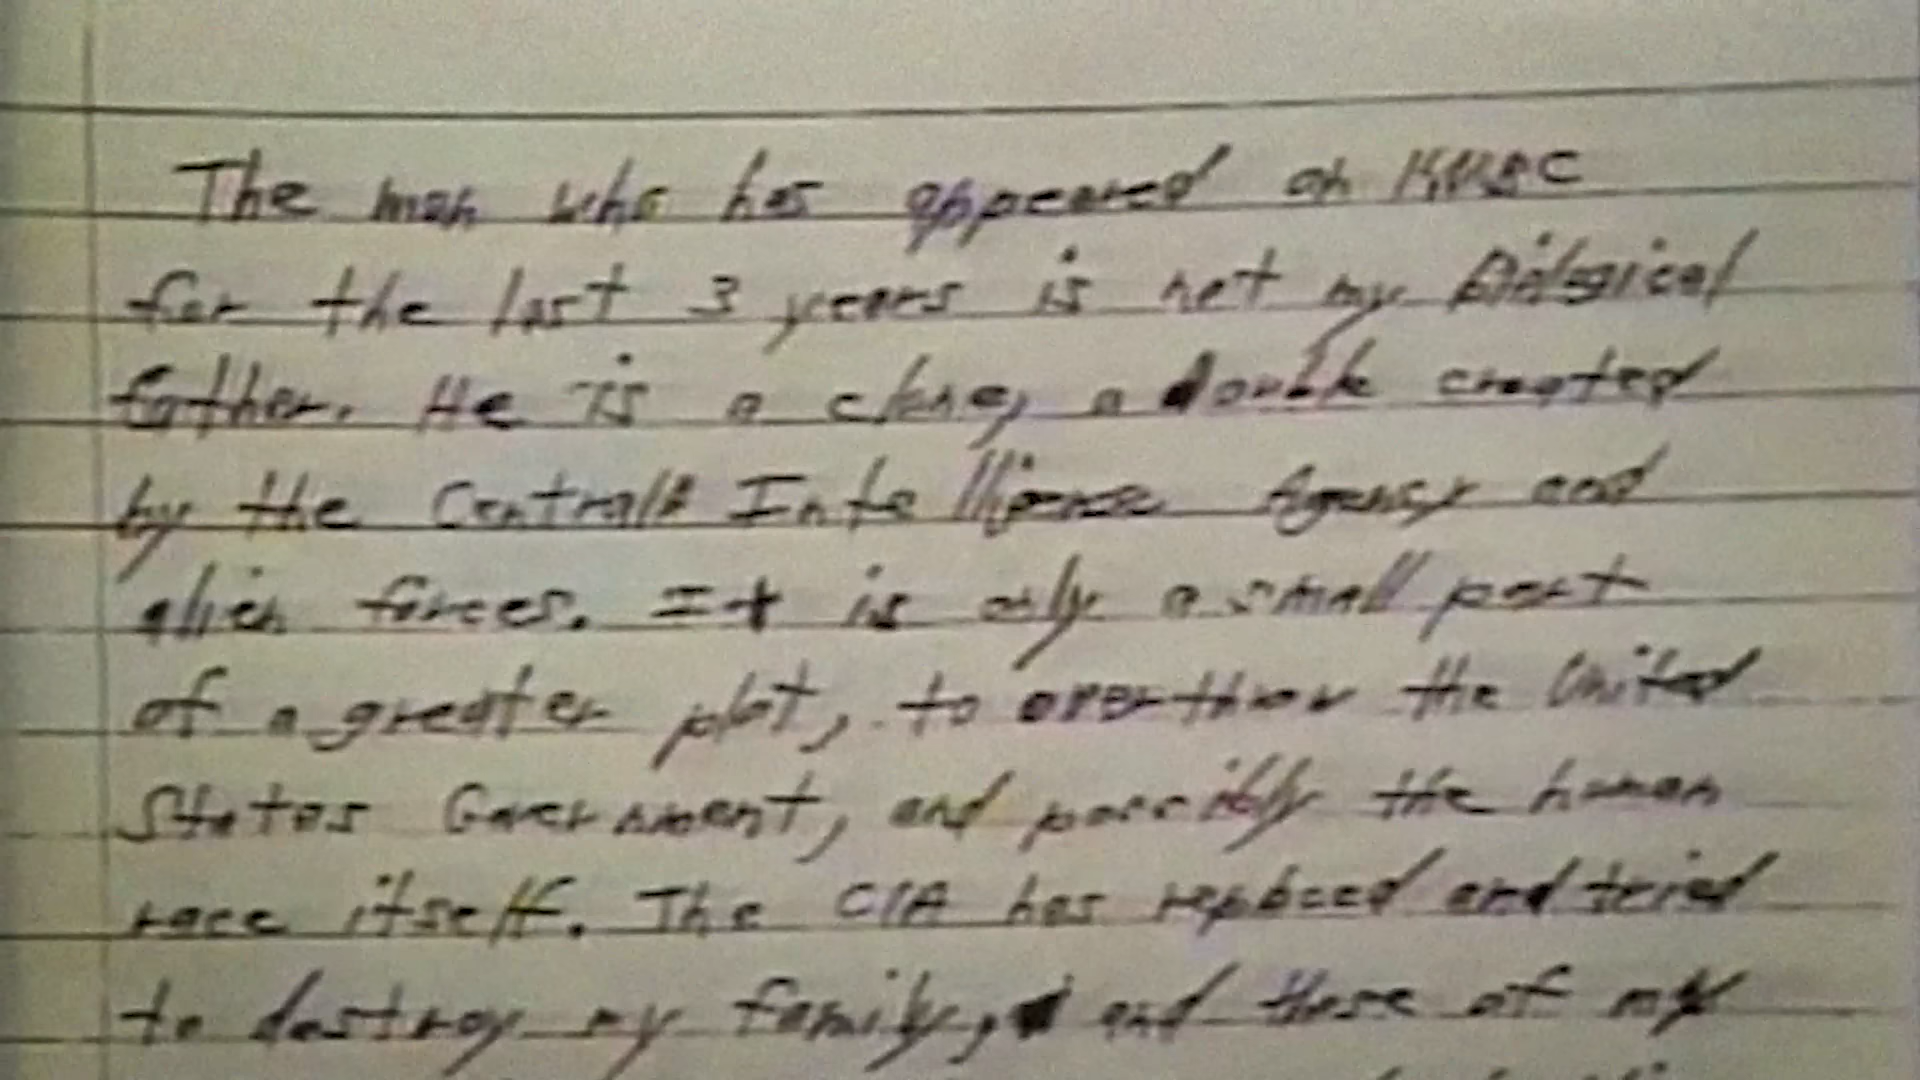 The man who has appeared on KNBC
for the last 3 years is not my biological
father. He is a clone, a double created
by the Central Intelligence Agency and
alien forces. It is only a small part
of a greater plot, to overthrow the United
States Government, and possibly the human
race itself. The CIA has replaced and tried
to destroy my family, and those of my